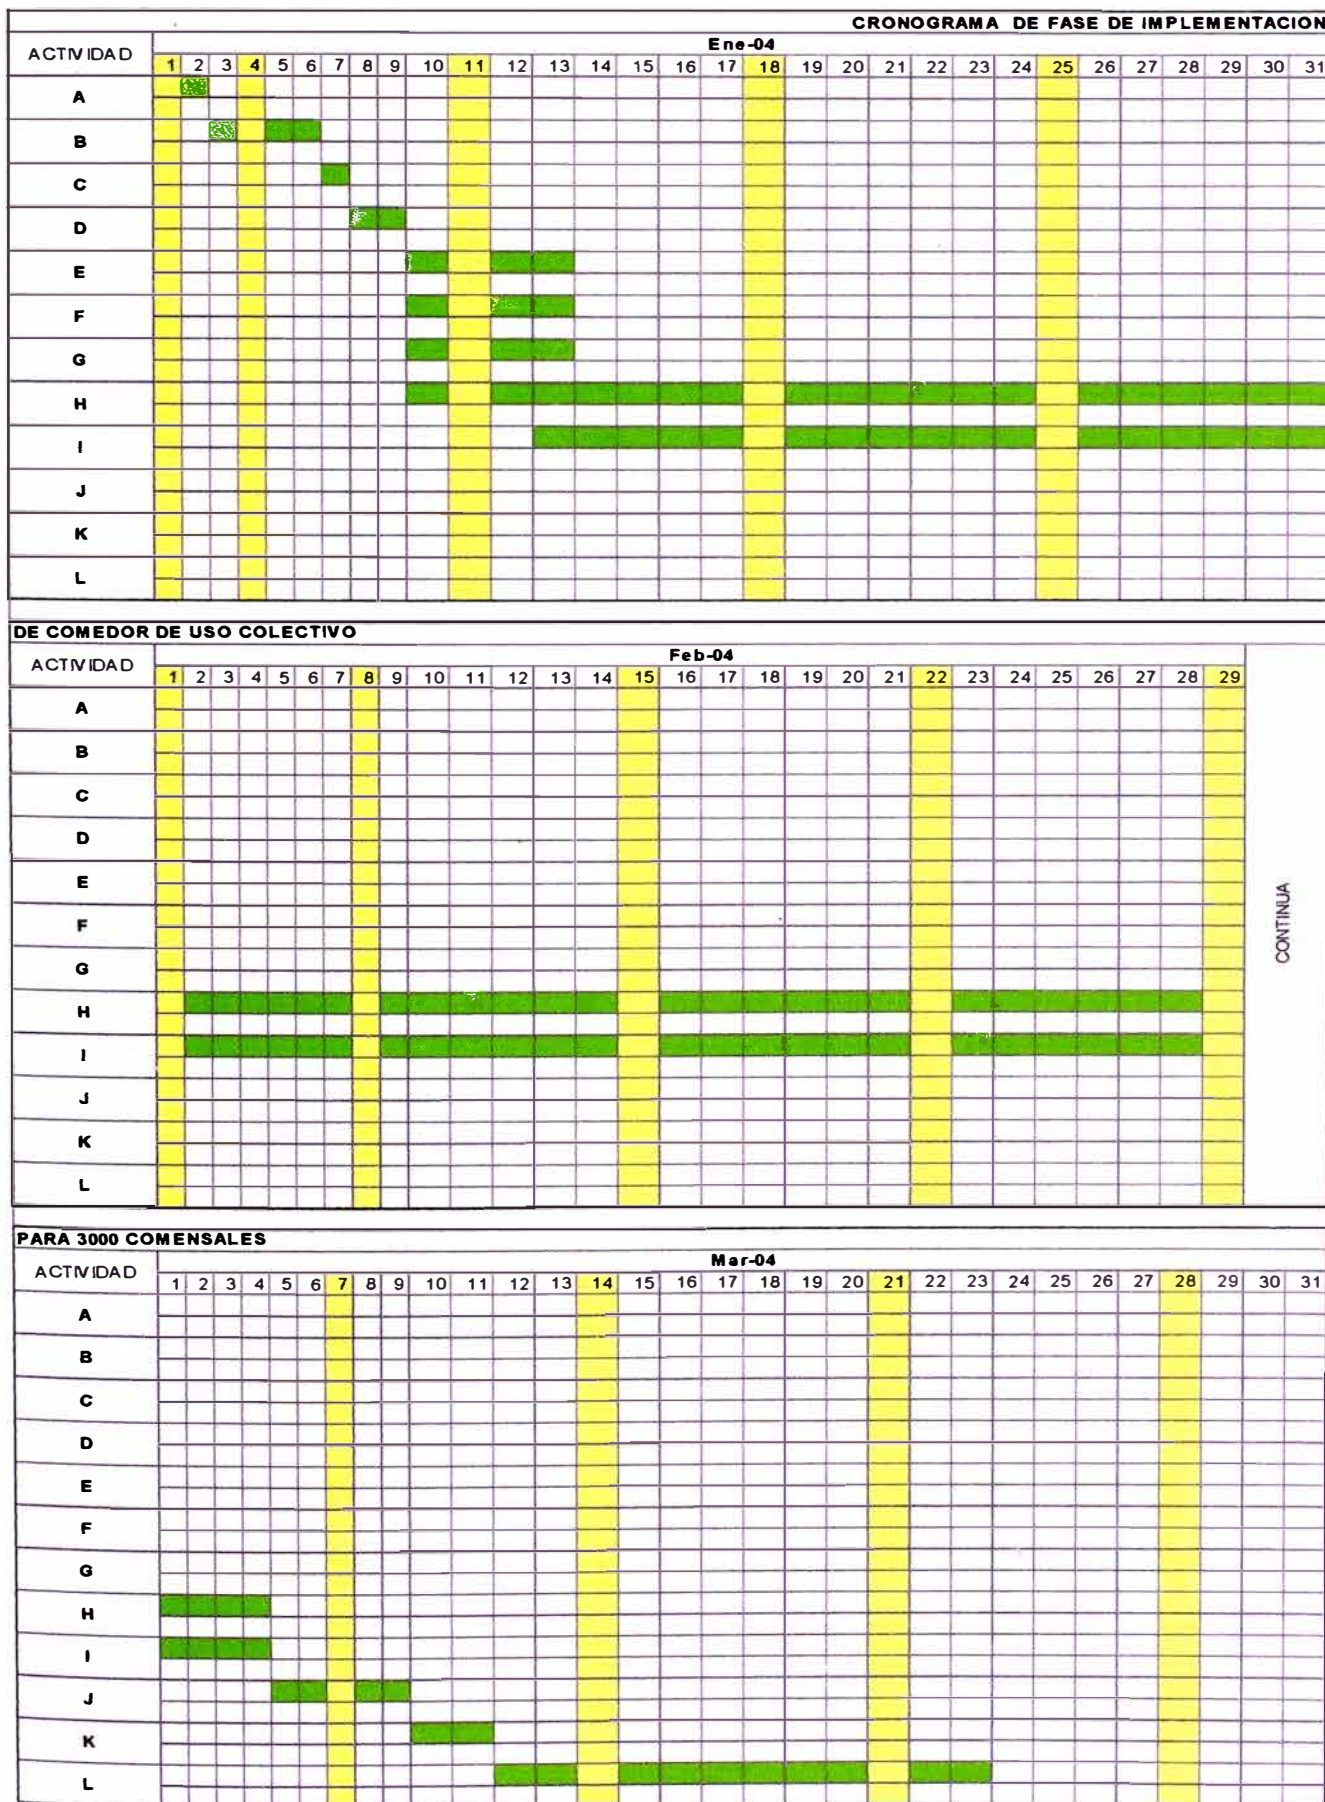 CRONOGRAMA DE FASE DE IMPLEMENTACION
ACTIVIDAD
Ene-04
1 2 3 4 5 6 7 8 9 10 11 12 13 14 15 16 17 18 19 20 21 22 23 24 25 26 27 28 29 30 31
A
B
C
D
E
F
G
H
I
J
K
L
DE COMEDOR DE USO COLECTIVO
ACTIVIDAD
Feb-04
1 2 3 4 5 6 7 8 9 10 11 12 13 14 15 16 17 18 19 20 21 22 23 24 25 26 27 28 29
A
B
C
D
E
F
G
H
I
J
K
L
CONTINUA
PARA 3000 COMENSALES
ACTIVIDAD
Mar-04
1 2 3 4 5 6 7 8 9 10 11 12 13 14 15 16 17 18 19 20 21 22 23 24 25 26 27 28 29 30 31
A
B
C
D
E
F
G
H
I
J
K
L